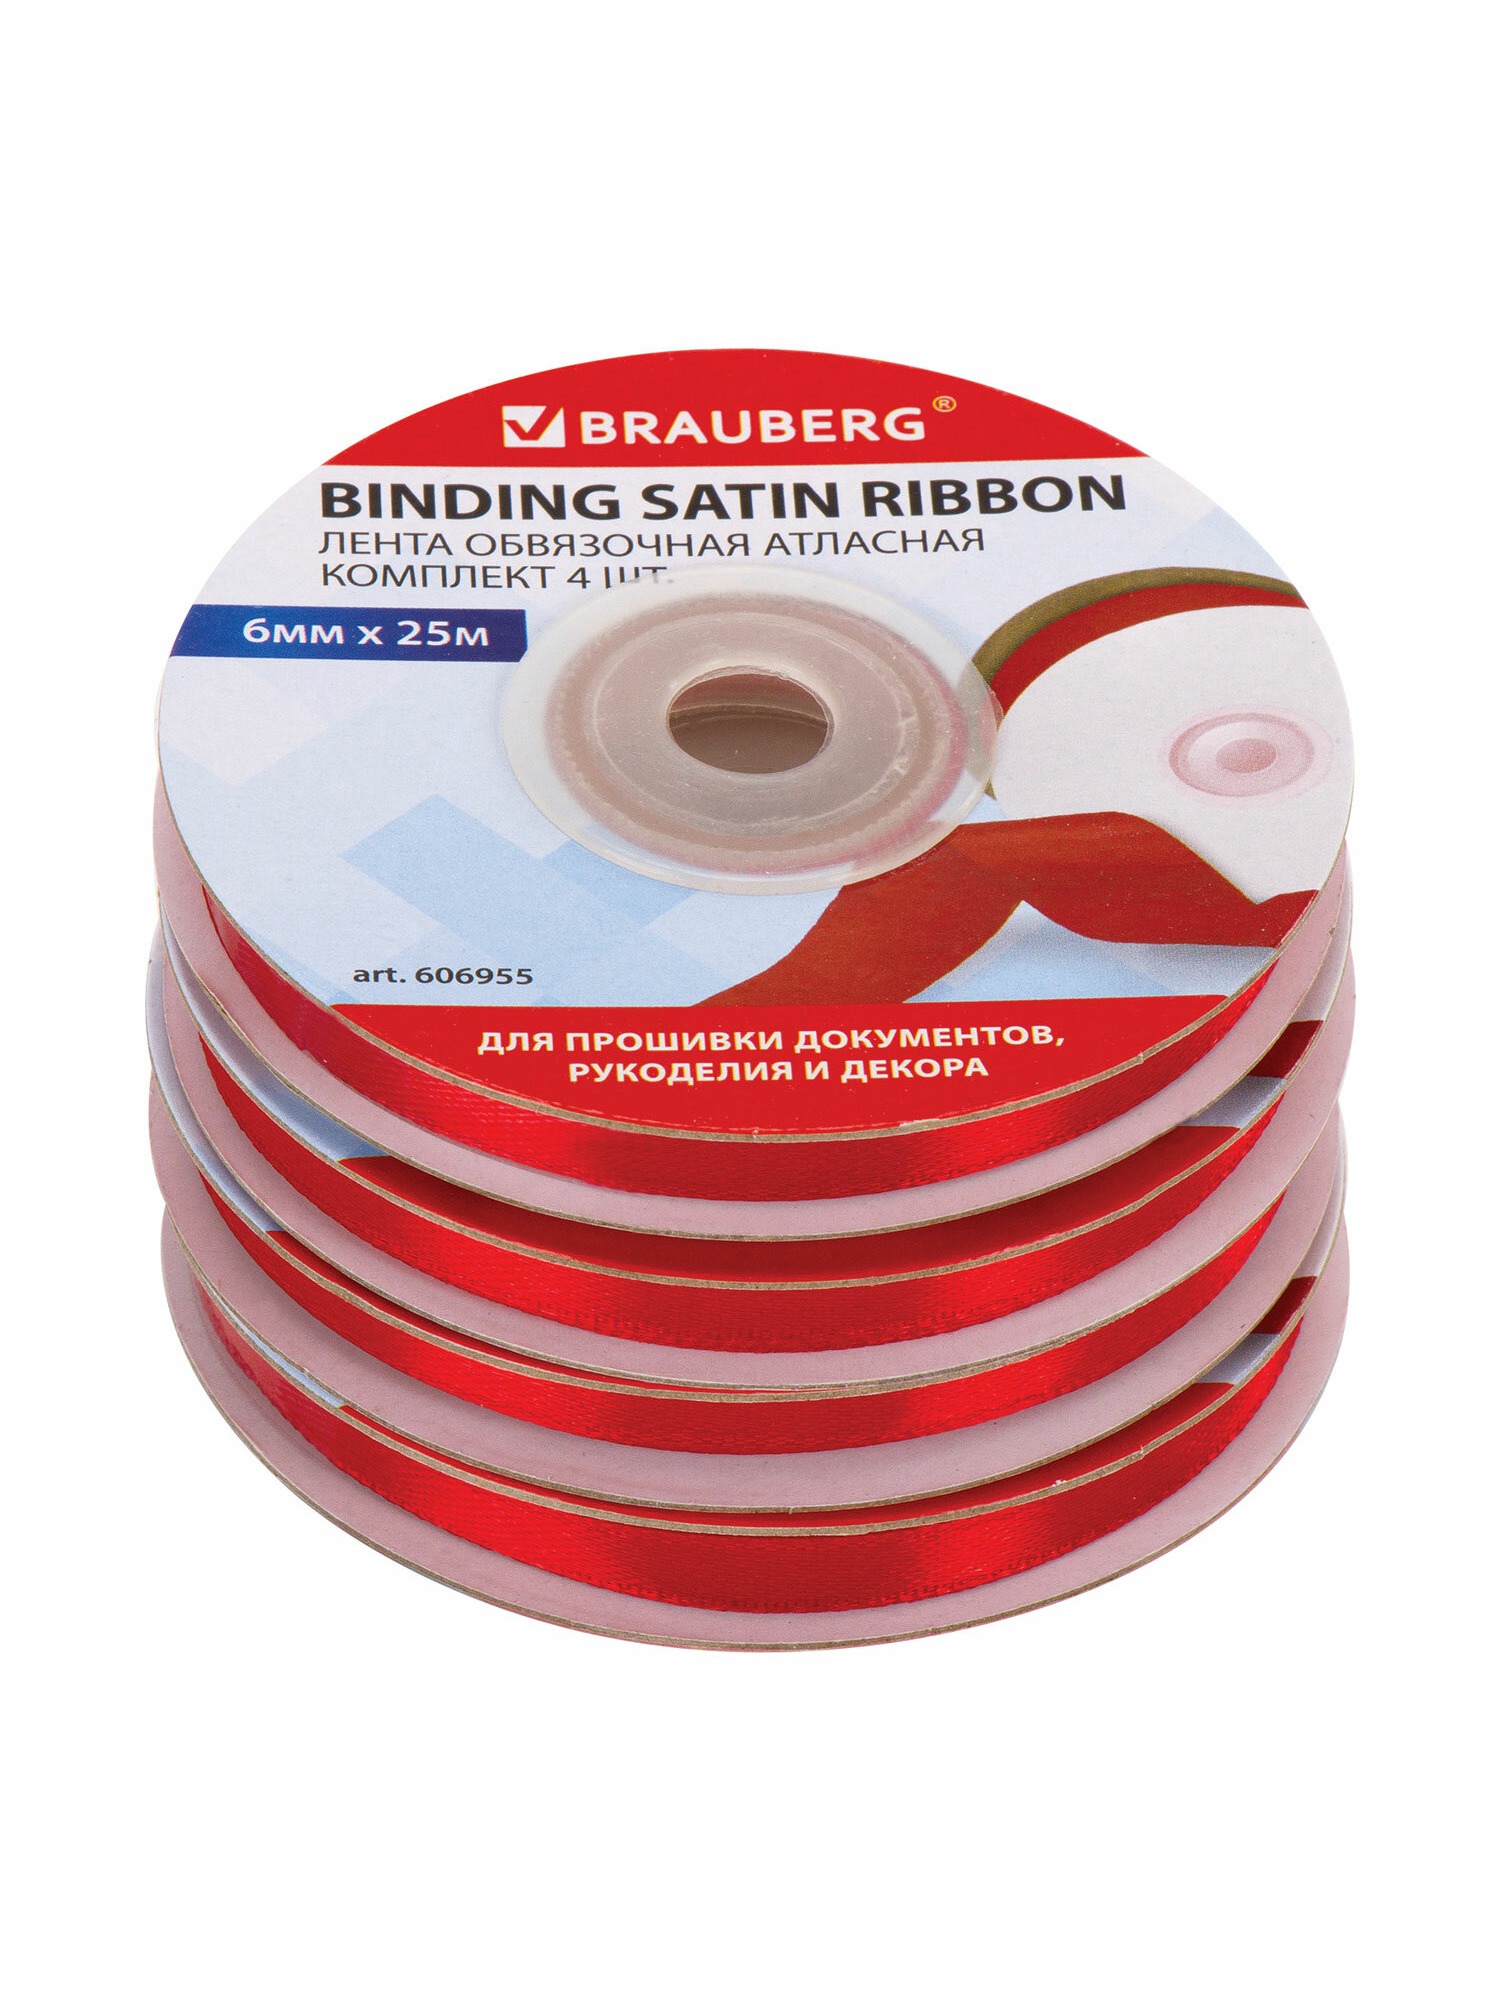 BRAUBERG®
BINDING SATIN RIBBON
ЛЕНТА ОБВЯЗОЧНАЯ АТЛАСНАЯ
КОМПЛЕКТ 4 ШТ.
6мм x 25м
art. 606955
ДЛЯ ПРОШИВКИ ДОКУМЕНТОВ,
РУКОДЕЛИЯ И ДЕКОРА